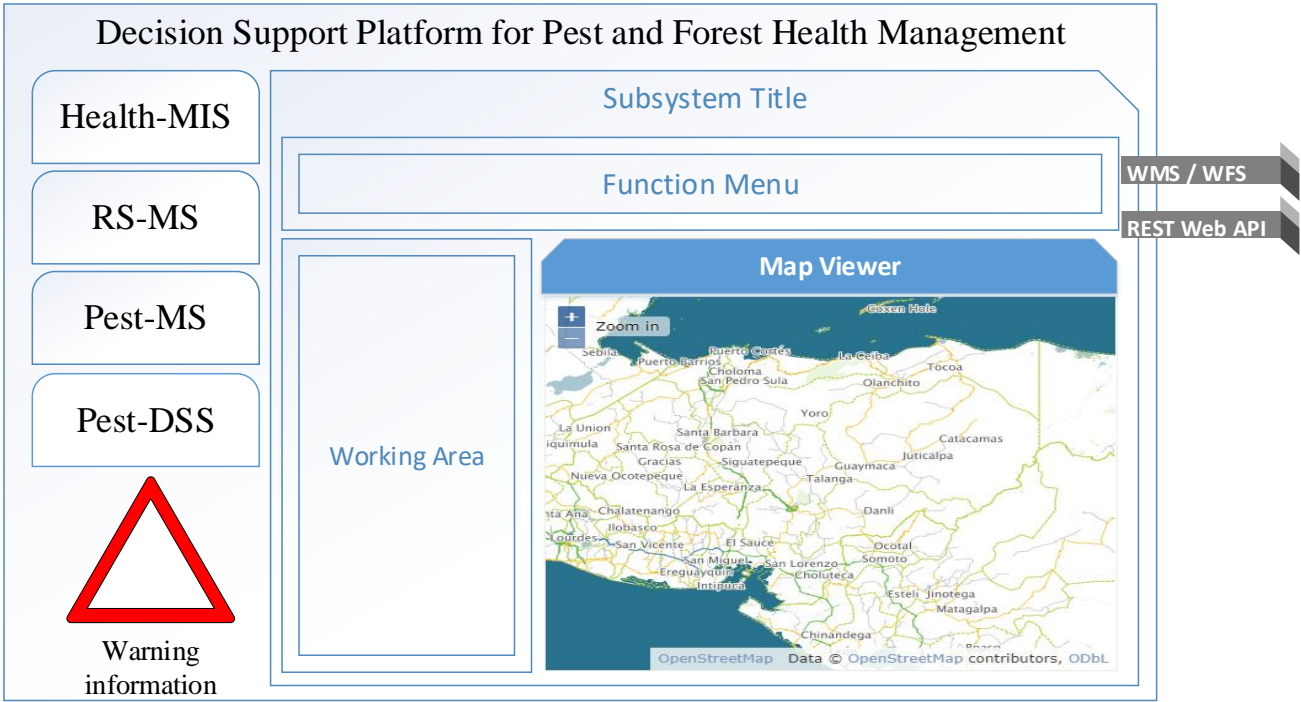 Decision Support Platform for Pest and Forest Health Management
Health-MIS
RS-MS
Pest-MS
Pest-DSS
Warning
information
Subsystem Title
Function Menu
WMS / WFS
REST Web API
Working Area
Map Viewer
+
Zoom in
−
Coxen Hole
Sebila
Puerto Barrios
Puerto Cortés
La Ceiba
Choloma
San Pedro Sula
Tocoa
Olanchito
Yoro
La Union
iquimula
Santa Barbara
Santa Rosa de Copán
Catacamas
Juticalpa
Gracias
Siguatepeque
Guaymaca
Nueva Ocotepeque
Talanga
La Esperanza
nta Ana
Chalatenango
Danli
Ilobasco
Lourdes
San Vicente
El Sauce
Ocotal
San Miguel
San Lorenzo
Somoto
Ereguayquin
Choluteca
Intipuca
Esteli
Jinotega
Matagalpa
Chinandega
Boaco
OpenStreetMap Data © OpenStreetMap contributors, ODbL